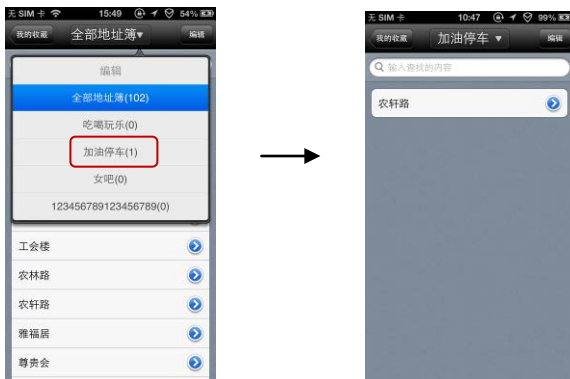 无 SIM 卡 15:49 54%
我的收藏 全部地址簿▾ 编辑
编辑
全部地址簿(102)
吃喝玩乐(0)
加油停车(1)
女吧(0)
123456789123456789(0)
工会楼
农林路
农轩路
雅福居
尊贵会
无 SIM 卡 10:47 99%
我的收藏 加油停车 ▾ 编辑
输入查找的内容
农轩路